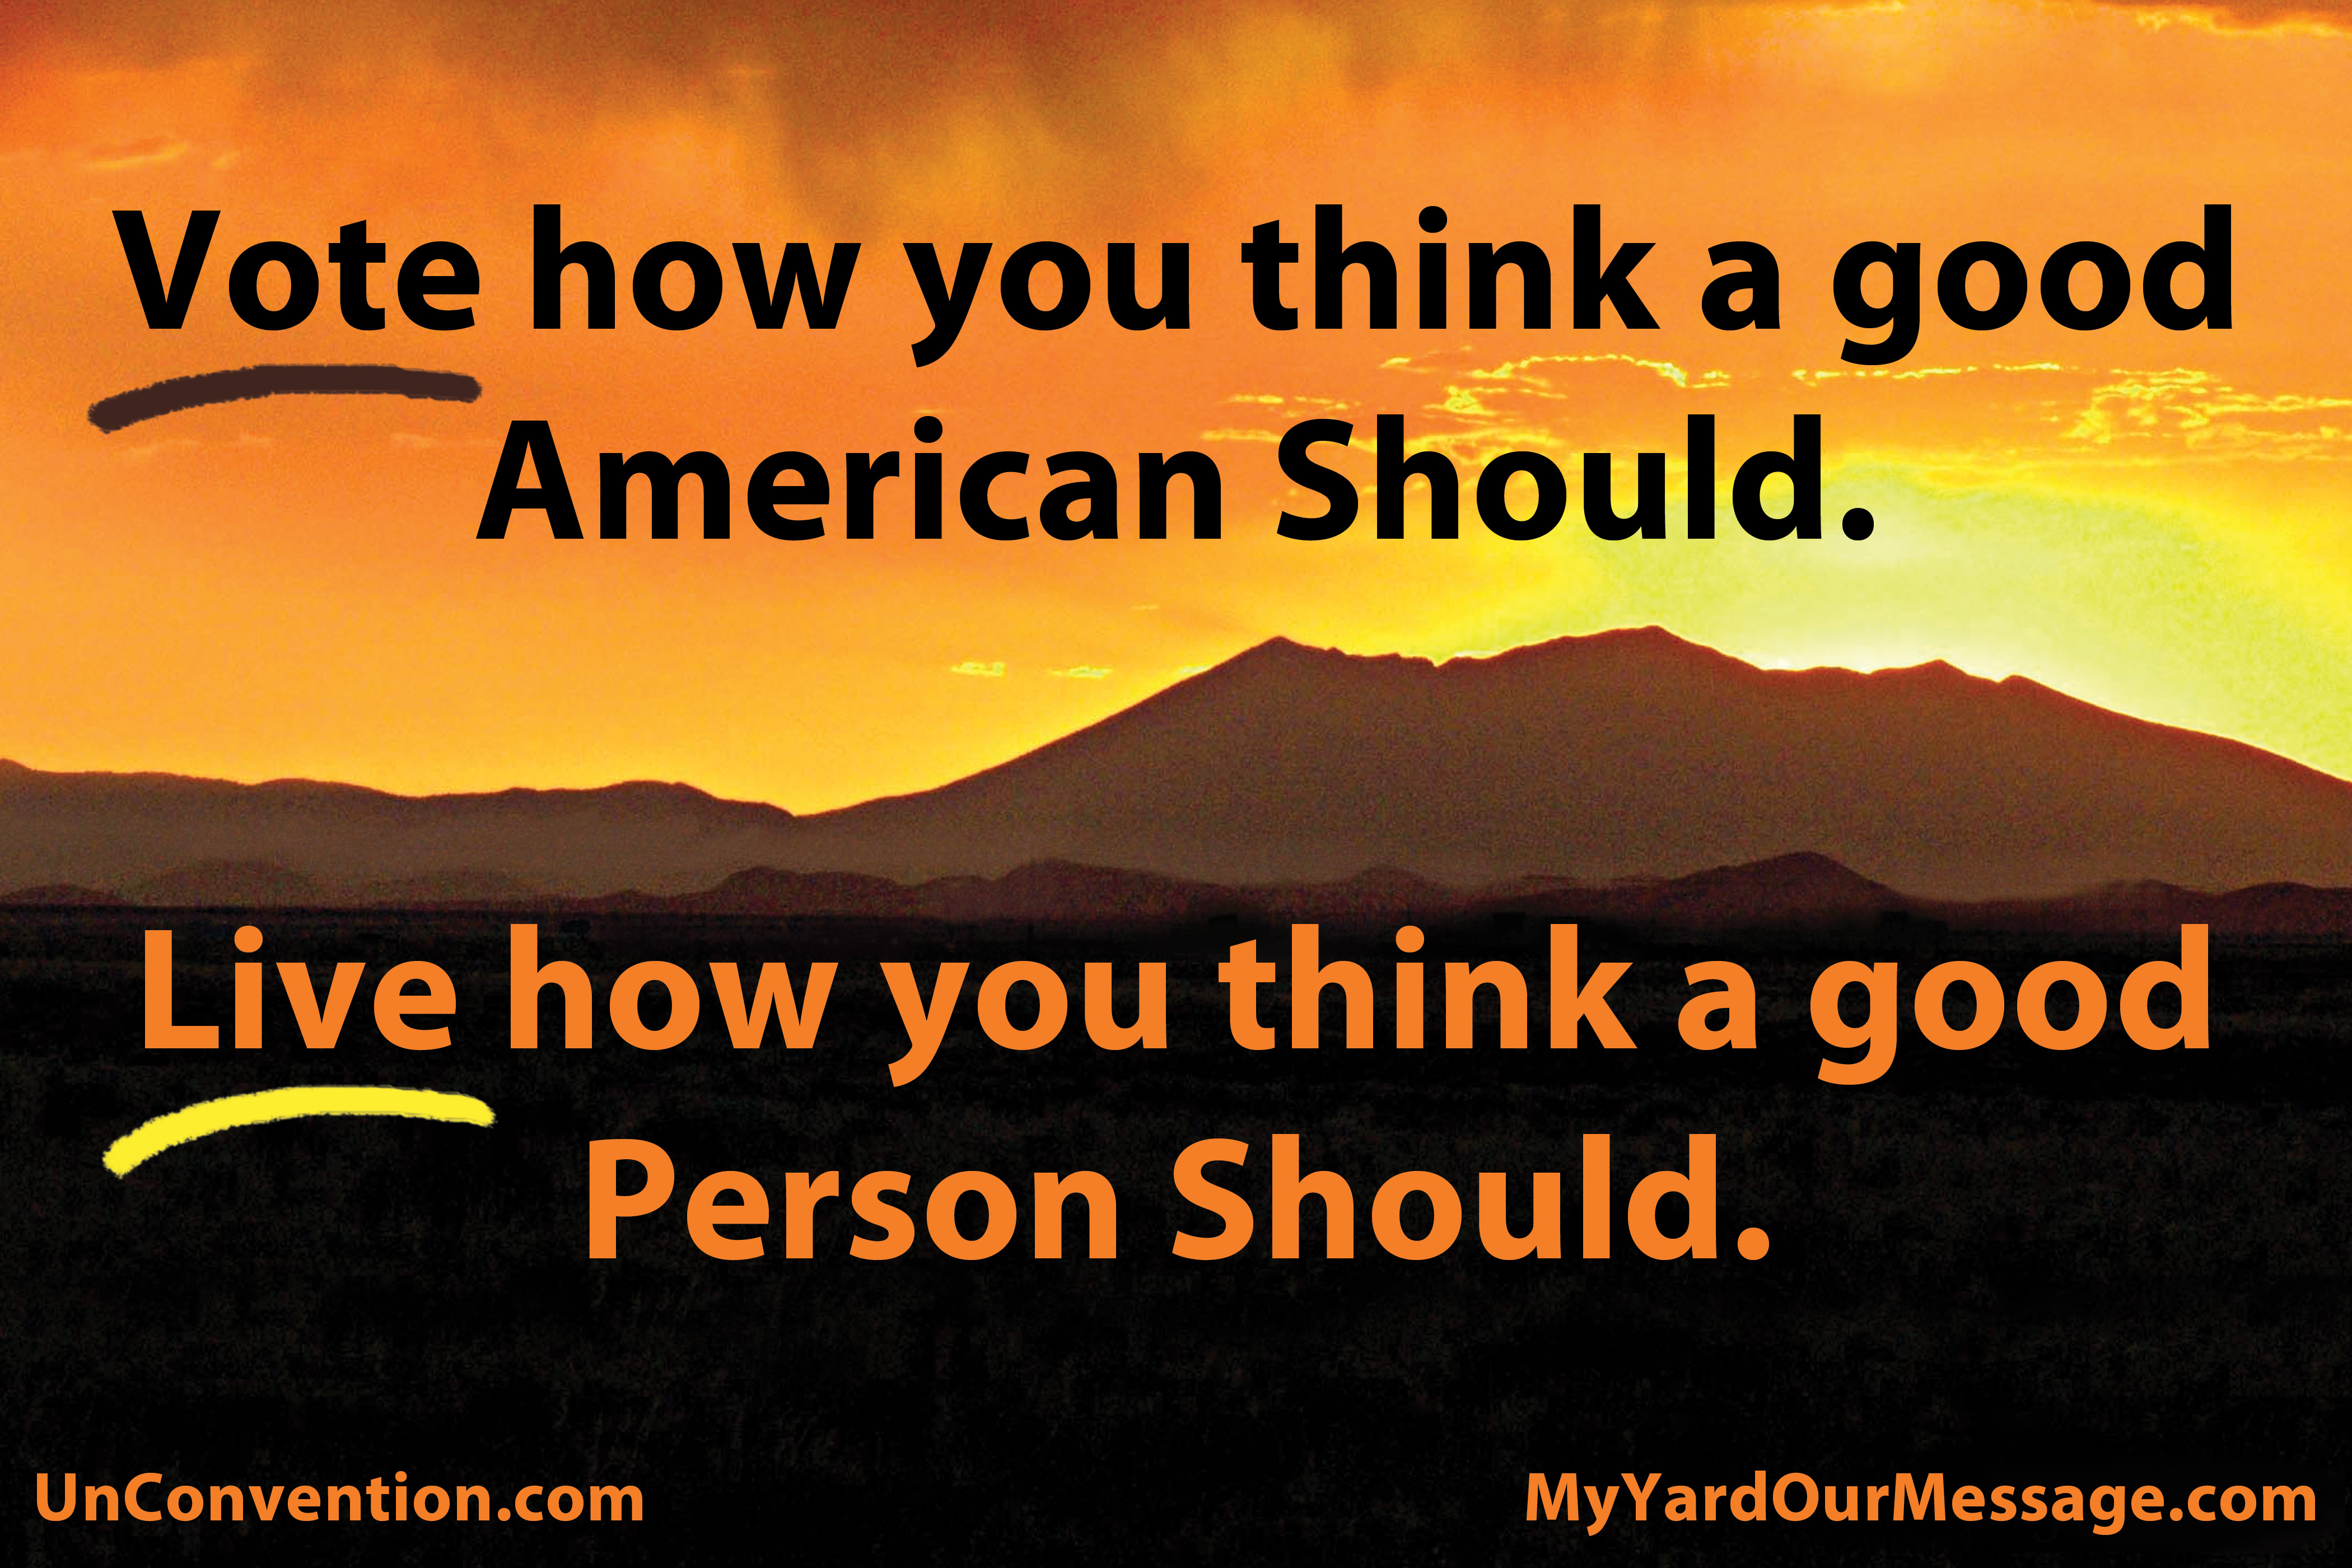 Vote how you think a good
American Should.
Live how you think a good
Person Should.
UnConvention.com
MyYardOurMessage.com